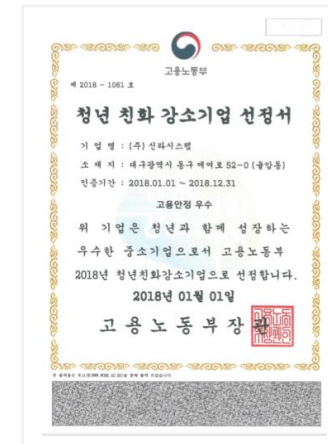 고용노동부
제 2018 - 1061 호
청년 친화 강소기업 선정서
기 업 명 : (주) 신라시스템
소 재 지 : 대구광역시 동구 매여로 52-0 (율암동)
인증기간 : 2018.01.01 ~ 2018.12.31
고용안정 우수
위 기업은 청년과 함께 성장하는
우수한 중소기업으로서 고용노동부
2018년 청년친화강소기업으로 선정합니다.
2018년 01월 01일
고용노동부장관